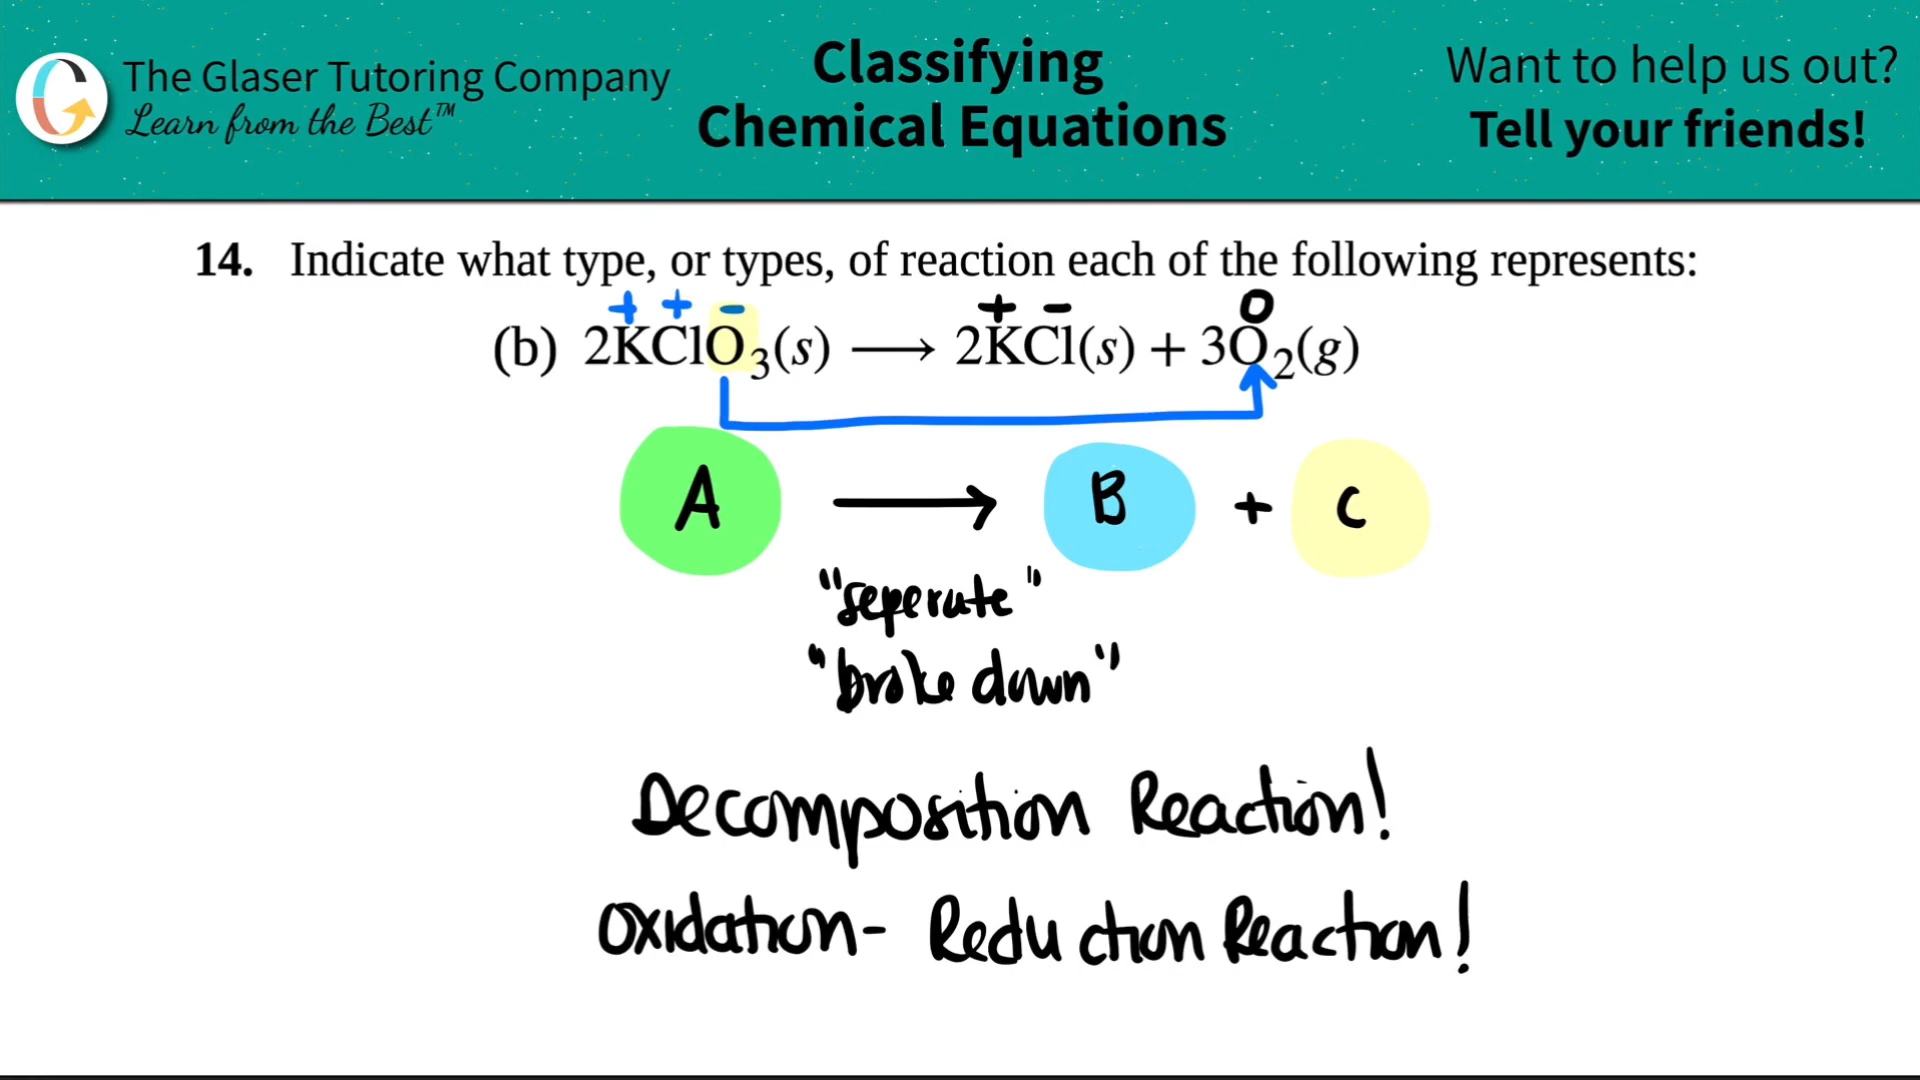 The Glaser Tutoring Company
Learn from the Best™
Classifying
Chemical Equations
Want to help us out?
Tell your friends!
14. Indicate what type, or types, of reaction each of the following represents:
+ + - + - 0
(b) 2KClO₃(s) ⟶ 2KCl(s) + 3O₂(g)
A ⟶ B + C
"seperate"
"broke down"
Decomposition Reaction!
Oxidation- Reduction Reaction!